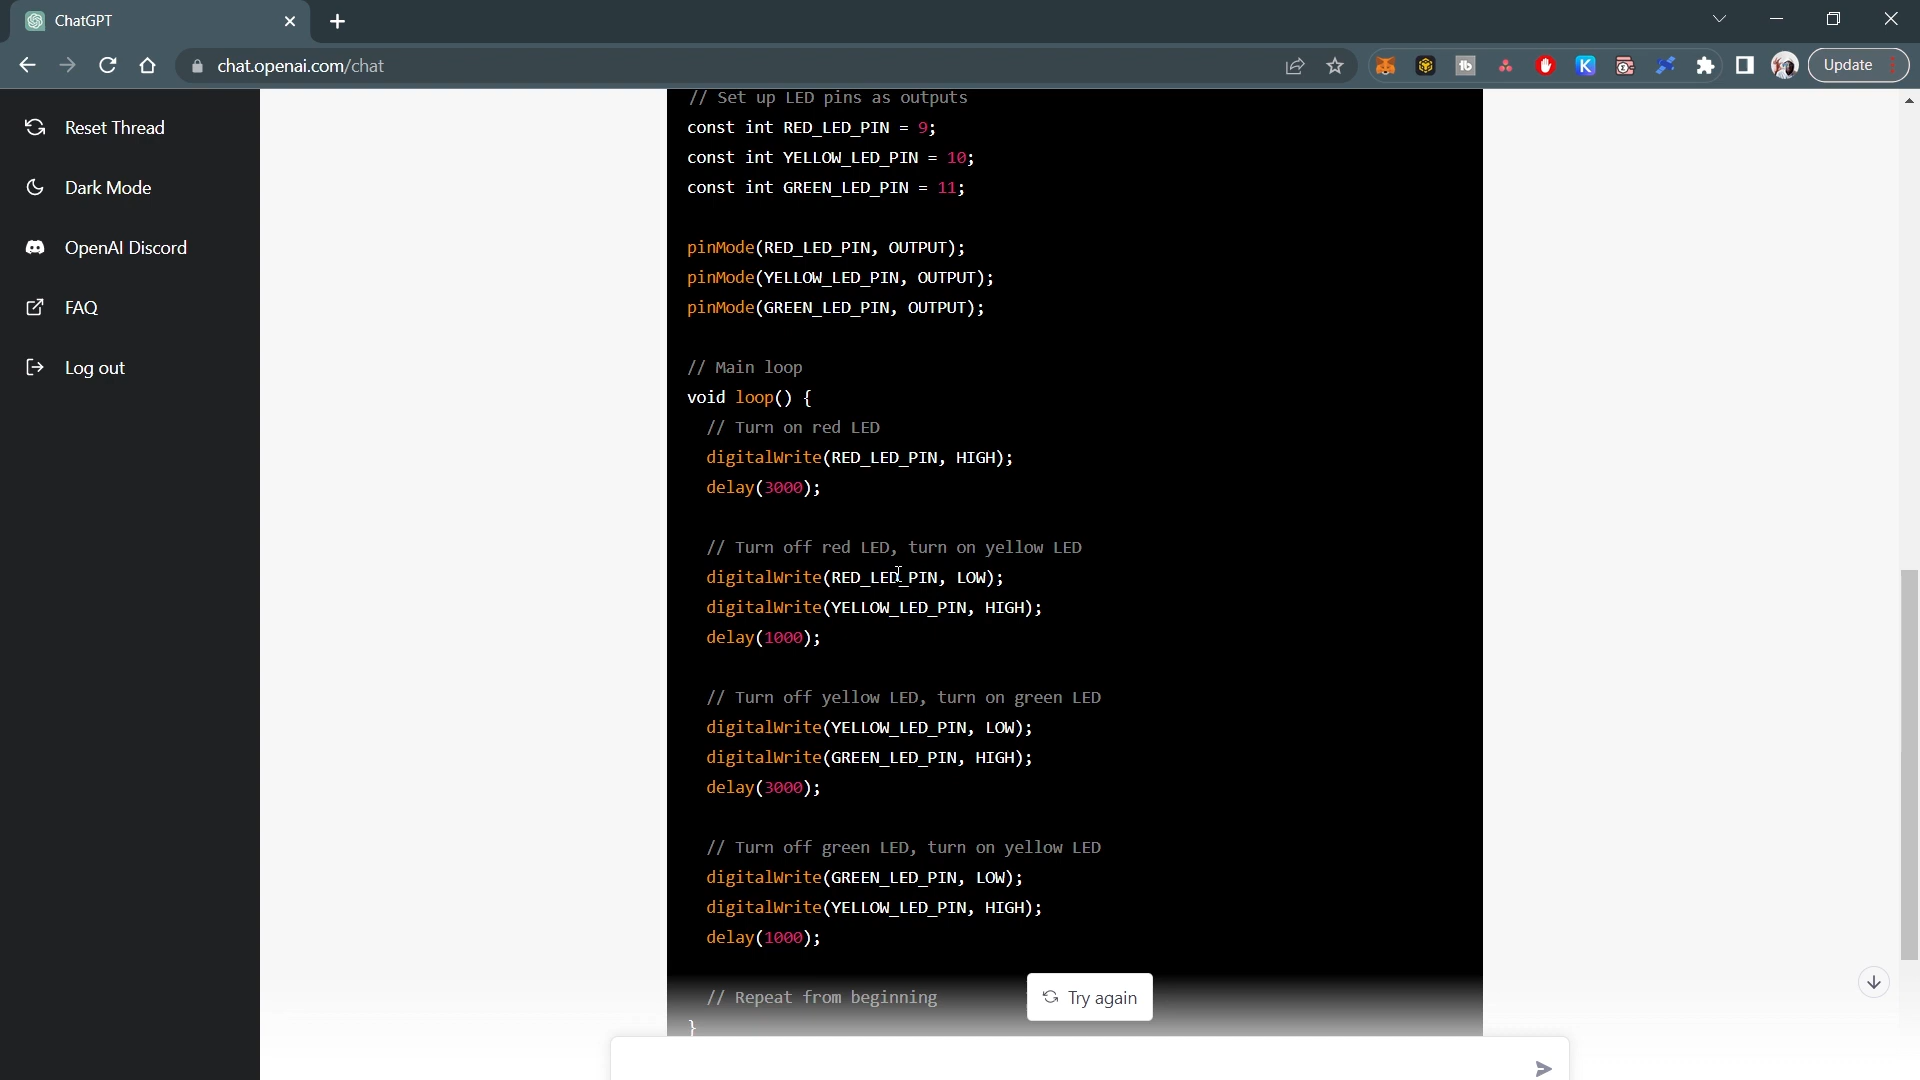 ChatGPT
chat.openai.com/chat
Update
Reset Thread
Dark Mode
OpenAI Discord
FAQ
Log out
// Set up LED pins as outputs
const int RED_LED_PIN = 9;
const int YELLOW_LED_PIN = 10;
const int GREEN_LED_PIN = 11;
pinMode(RED_LED_PIN, OUTPUT);
pinMode(YELLOW_LED_PIN, OUTPUT);
pinMode(GREEN_LED_PIN, OUTPUT);
// Main loop
void loop() {
// Turn on red LED
digitalWrite(RED_LED_PIN, HIGH);
delay(3000);
// Turn off red LED, turn on yellow LED
digitalWrite(RED_LED_PIN, LOW);
digitalWrite(YELLOW_LED_PIN, HIGH);
delay(1000);
// Turn off yellow LED, turn on green LED
digitalWrite(YELLOW_LED_PIN, LOW);
digitalWrite(GREEN_LED_PIN, HIGH);
delay(3000);
// Turn off green LED, turn on yellow LED
digitalWrite(GREEN_LED_PIN, LOW);
digitalWrite(YELLOW_LED_PIN, HIGH);
delay(1000);
// Repeat from beginning
}
Try again